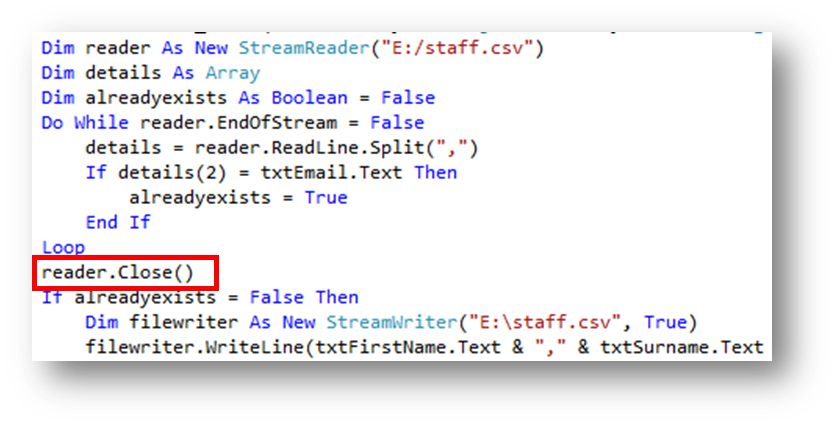 Dim reader As New StreamReader("E:/staff.csv")
Dim details As Array
Dim alreadyexists As Boolean = False
Do While reader.EndOfStream = False
    details = reader.ReadLine.Split(",")
    If details(2) = txtEmail.Text Then
        alreadyexists = True
    End If
Loop
reader.Close()
If alreadyexists = False Then
    Dim filewriter As New StreamWriter("E:\staff.csv", True)
    filewriter.WriteLine(txtFirstName.Text & "," & txtSurname.Text